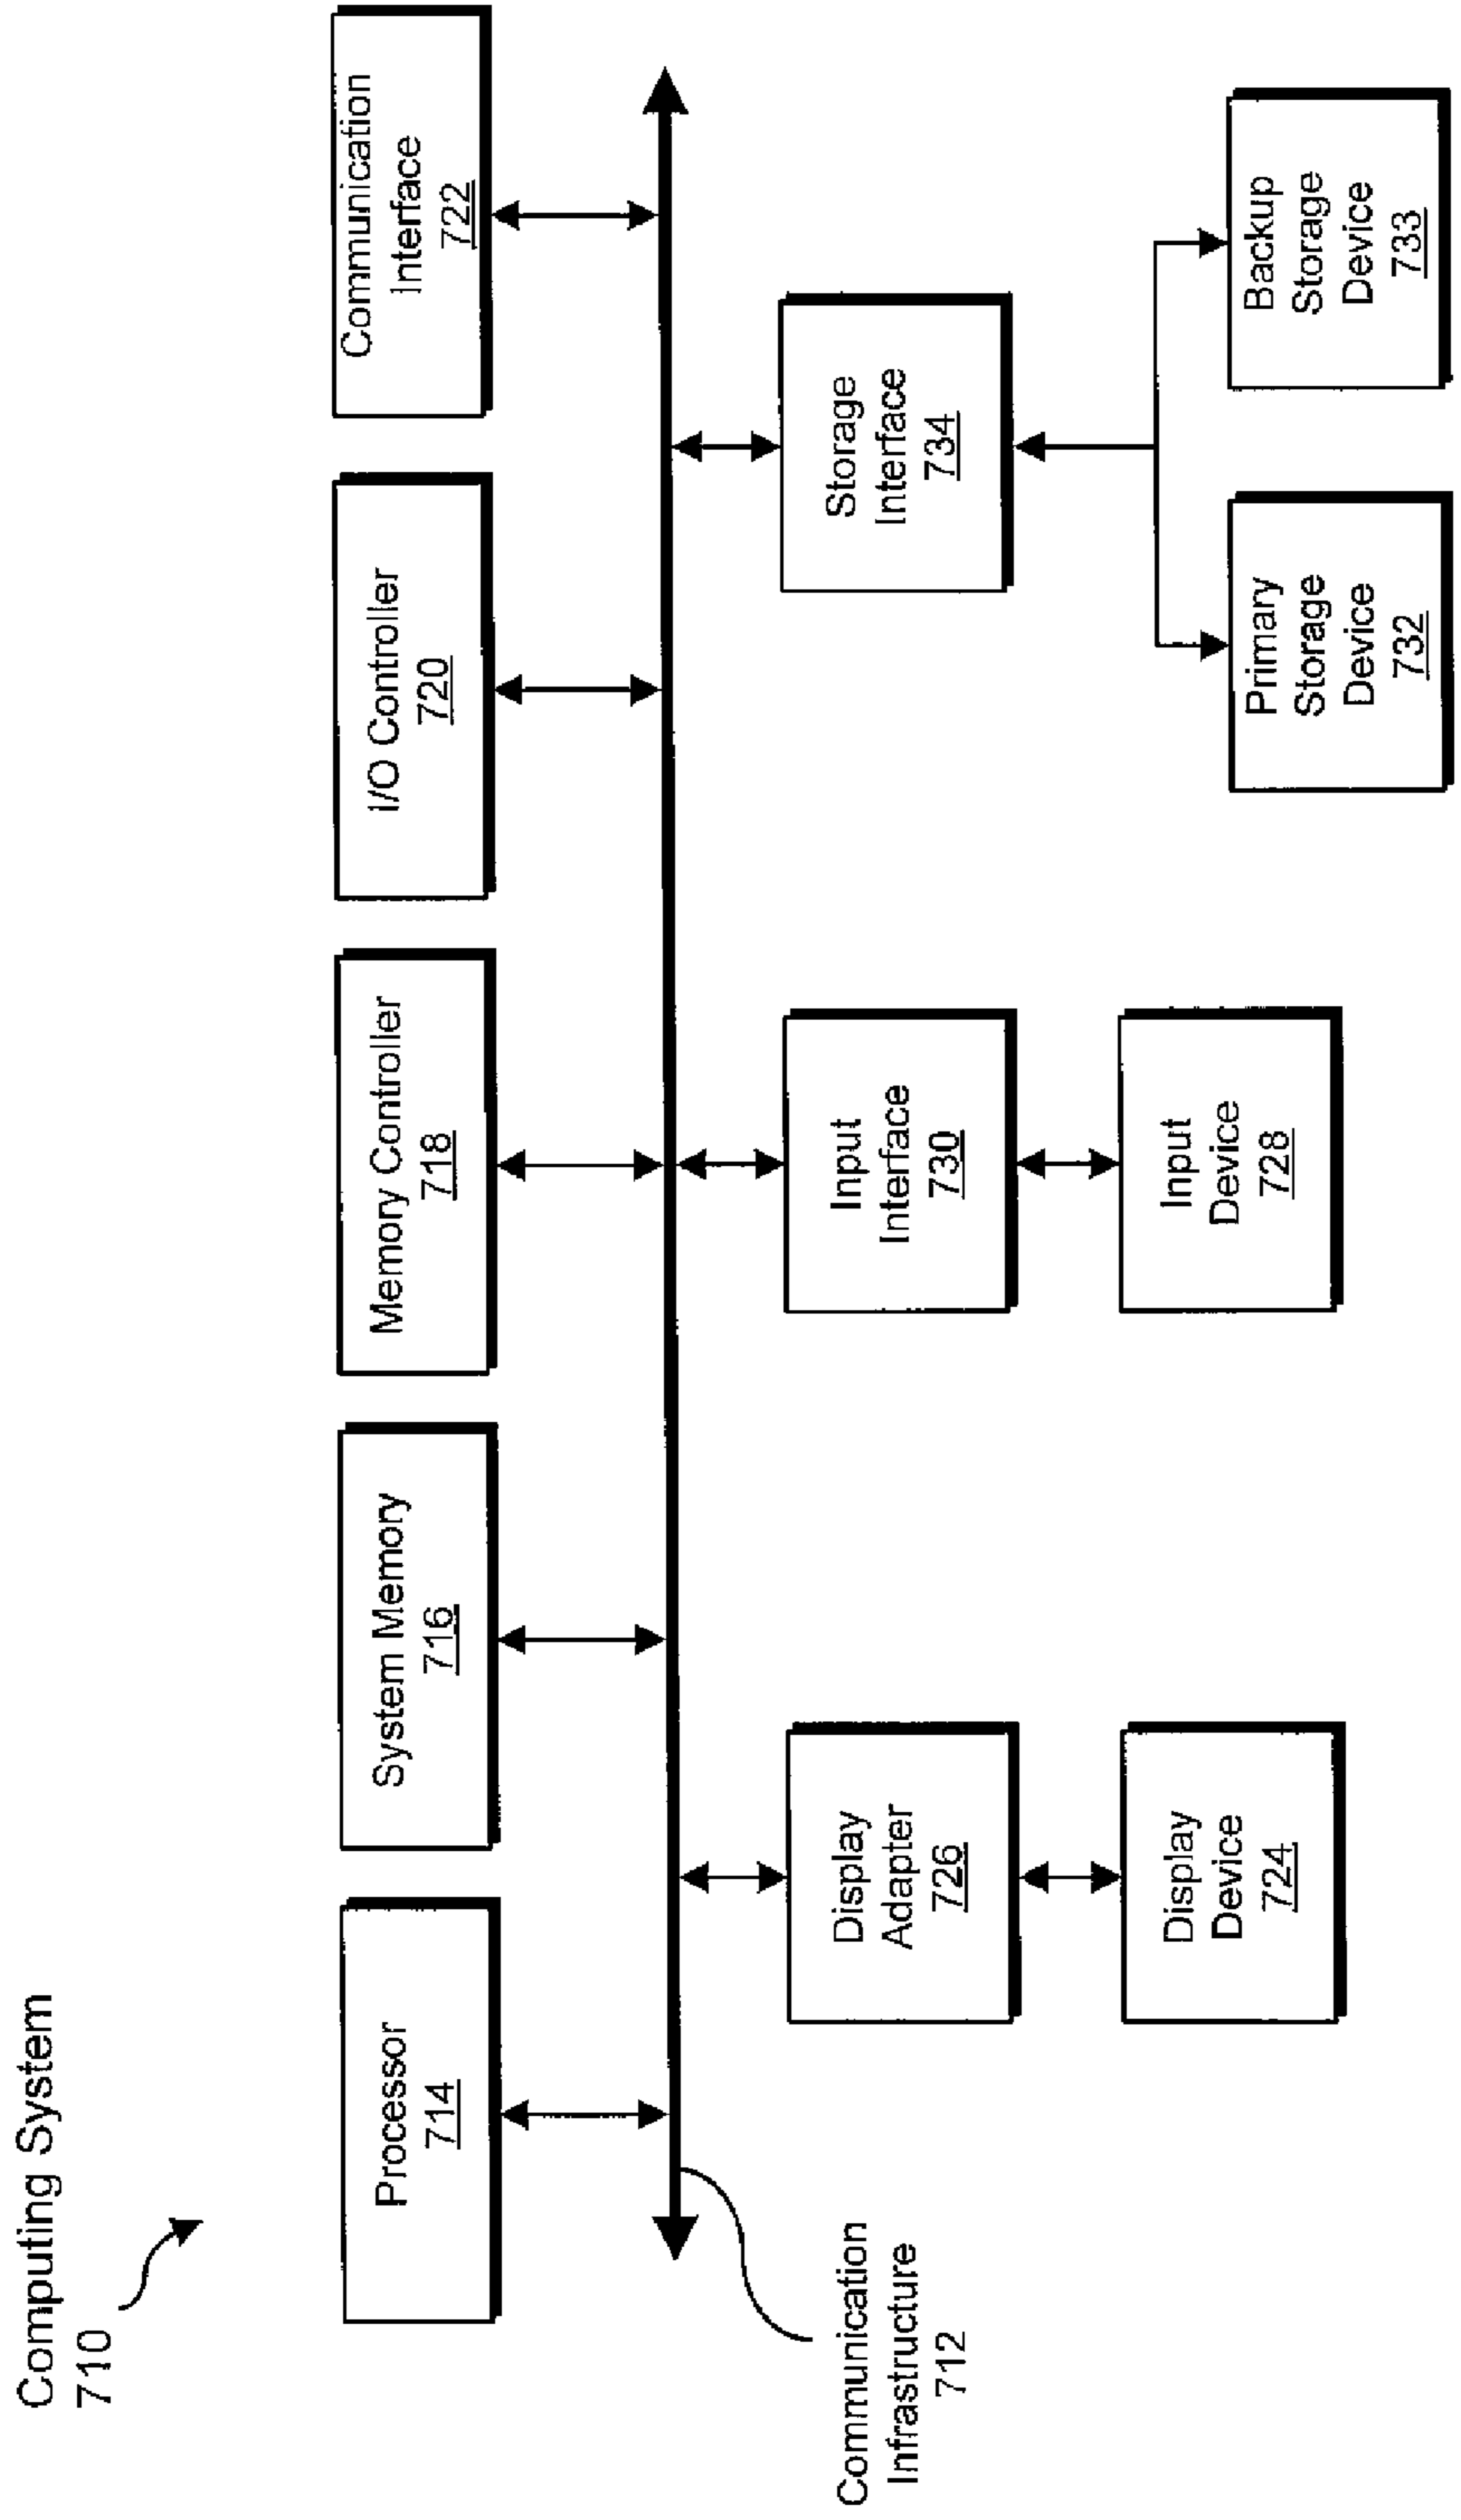 Computing System
710
Processor
714
System Memory
716
Memory Controller
718
I/O Controller
720
Communication
Interface
722
Communication
Infrastructure
712
Display
Adapter
726
Input
Interface
730
Storage
Interface
734
Display
Device
724
Input
Device
728
Primary
Storage
Device
732
Backup
Storage
Device
733